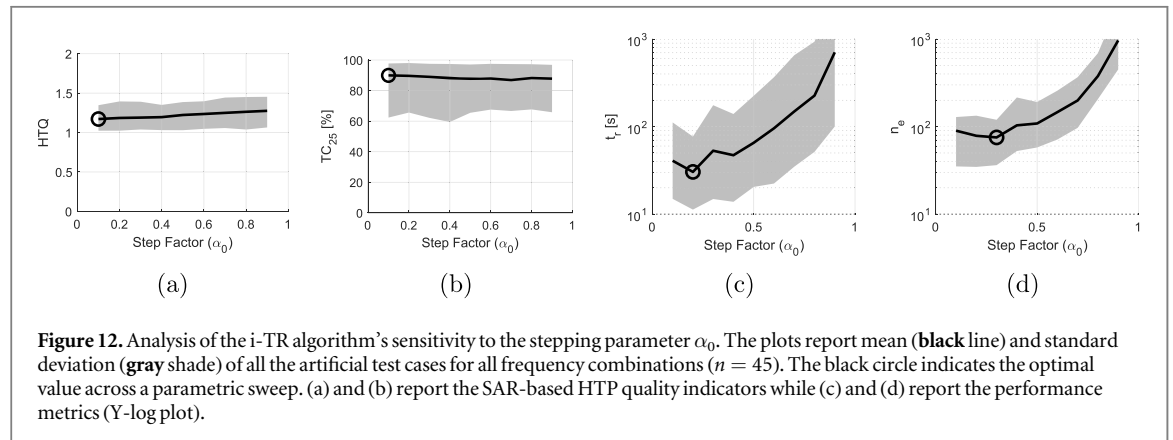 2
1.5
1
0.5
0
HTQ
0 0.2 0.4 0.6 0.8 1
Step Factor (α₀)
(a)
100
80
60
40
20
0
TC₂₅ [%]
0 0.2 0.4 0.6 0.8 1
Step Factor (α₀)
(b)
10³
10²
10¹
tᵣ [s]
0 0.5 1
Step Factor (α₀)
(c)
10³
10²
10¹
nₑ
0 0.5 1
Step Factor (α₀)
(d)
Figure 12. Analysis of the i-TR algorithm's sensitivity to the stepping parameter α₀. The plots report mean (black line) and standard
deviation (gray shade) of all the artificial test cases for all frequency combinations (n = 45). The black circle indicates the optimal
value across a parametric sweep. (a) and (b) report the SAR-based HTP quality indicators while (c) and (d) report the performance
metrics (Y-log plot).